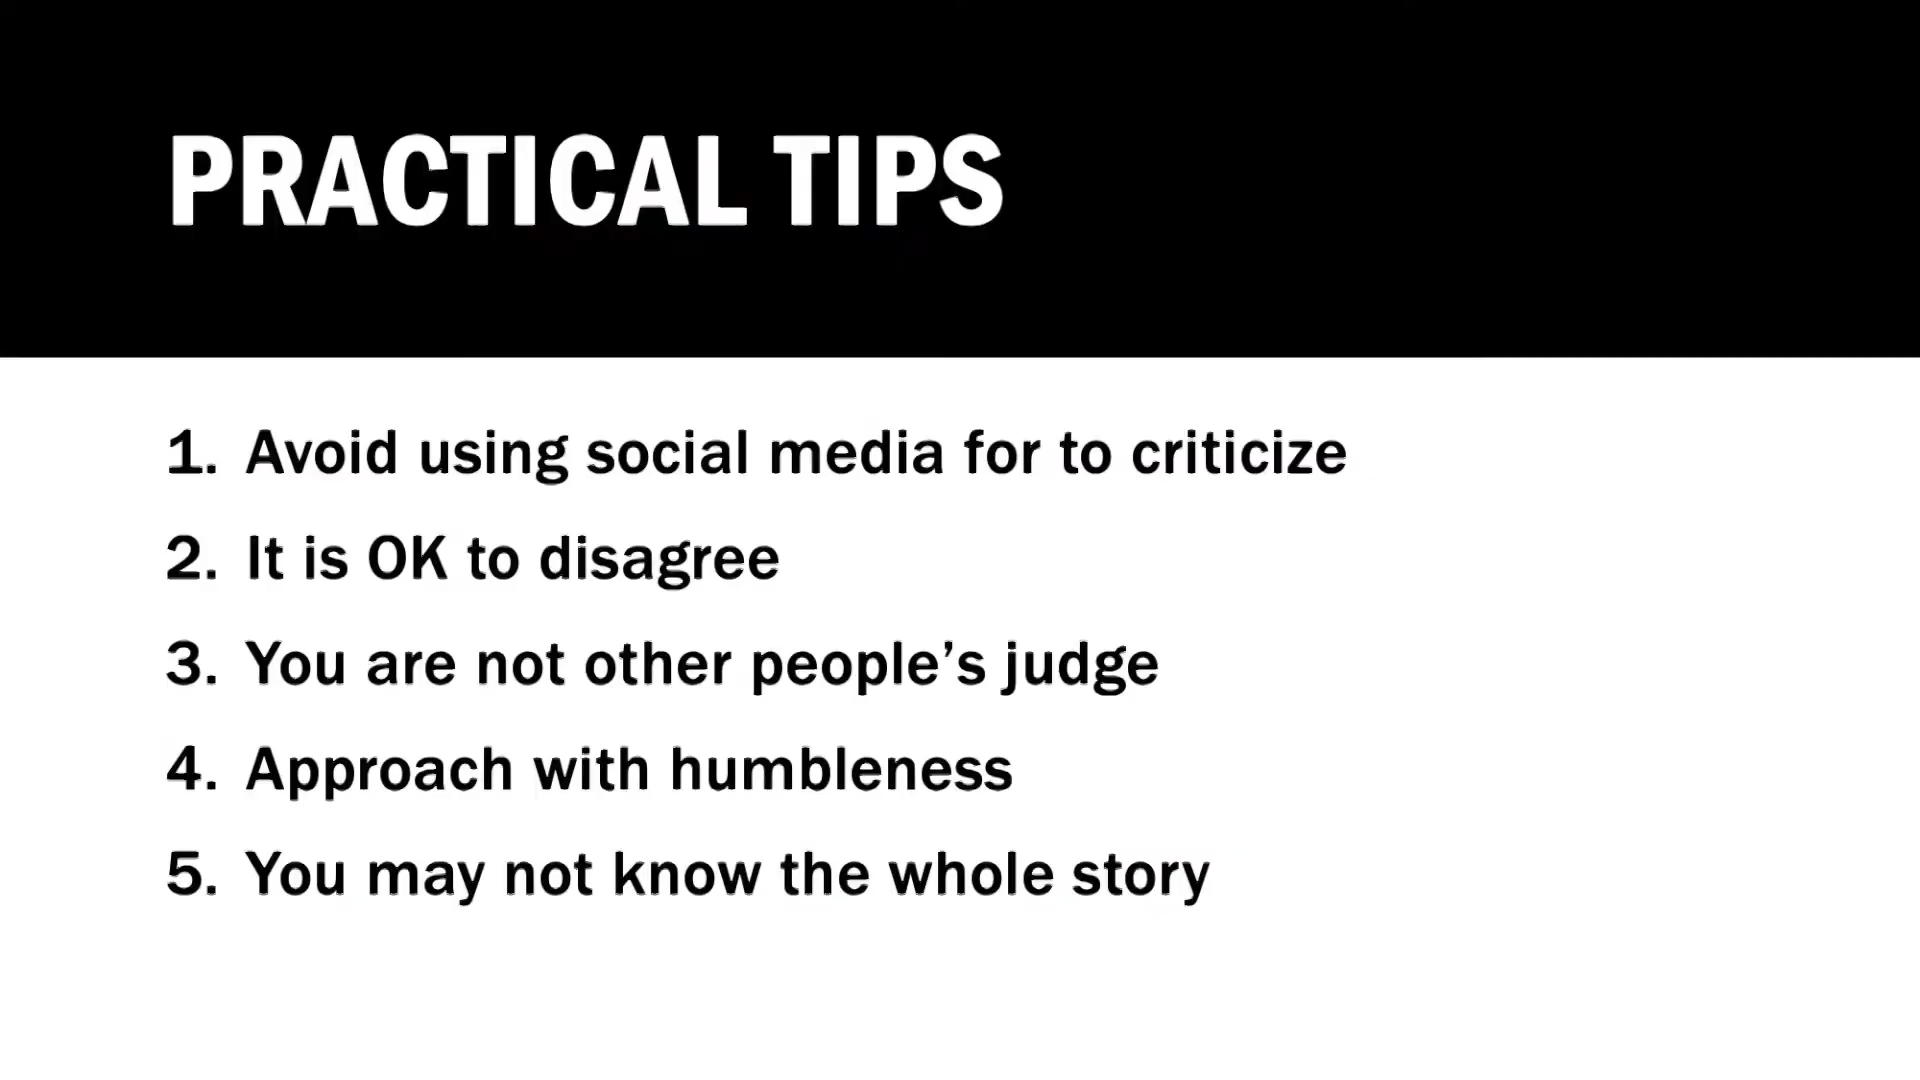 PRACTICAL TIPS
1. Avoid using social media for to criticize
2. It is OK to disagree
3. You are not other people’s judge
4. Approach with humbleness
5. You may not know the whole story